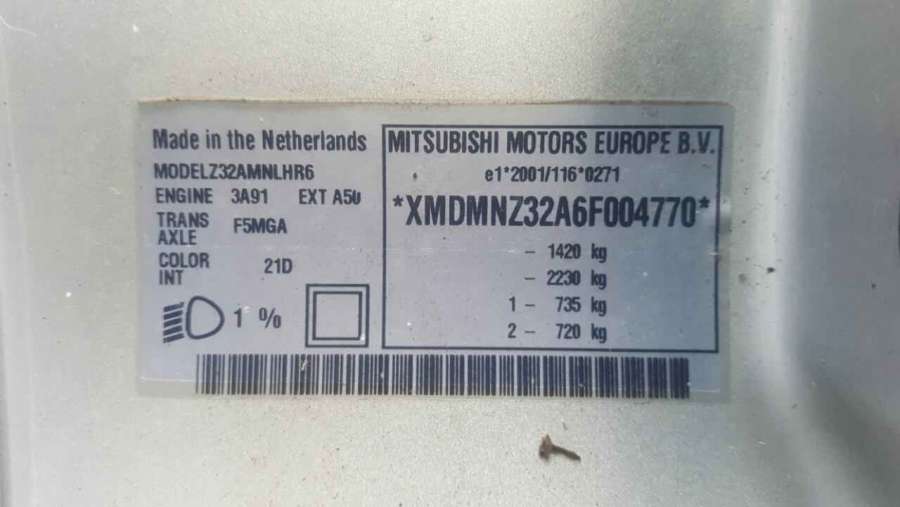 Made in the Netherlands
MODELZ32AMNLHR6
ENGINE 3A91 EXT A50
TRANS AXLE F5MGA
COLOR INT 21D
1 %
MITSUBISHI MOTORS EUROPE B.V.
e1*2001/116*0271
*XMDMNZ32A6F004770*
- 1420 kg
- 2230 kg
1 - 735 kg
2 - 720 kg